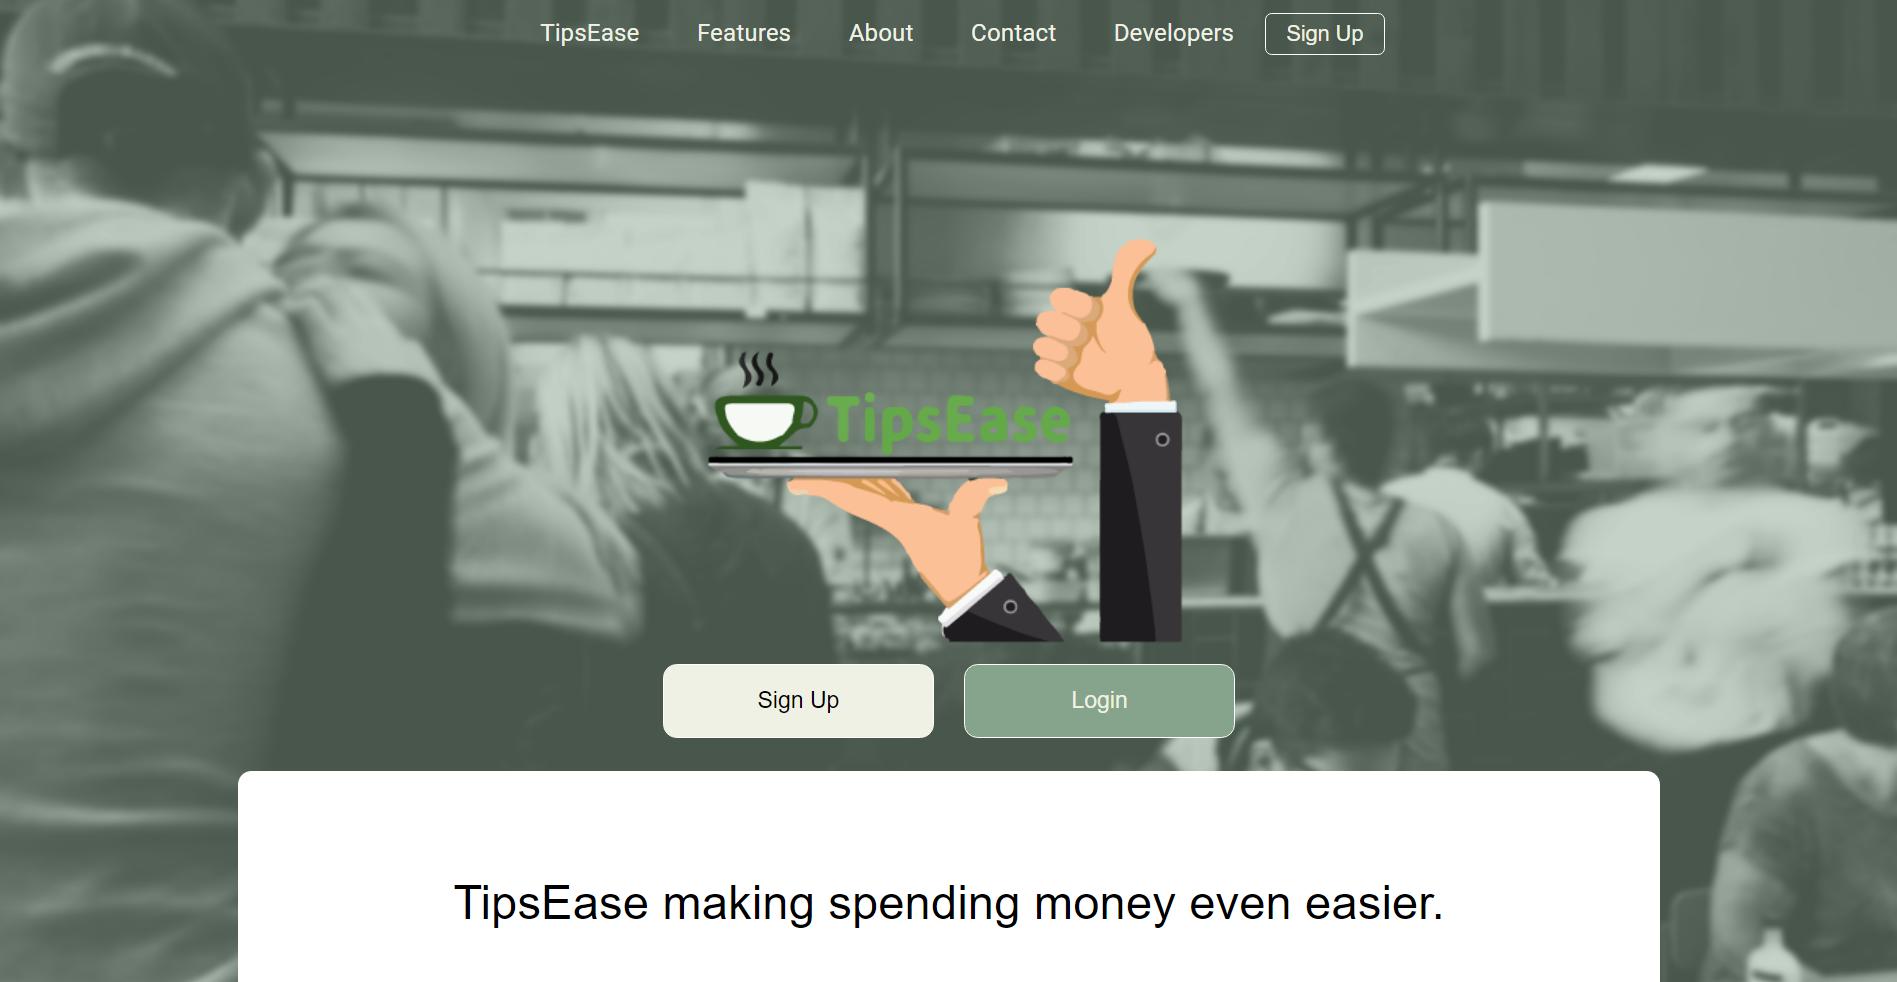 TipsEase Features About Contact Developers Sign Up
TipsEase
Sign Up Login
TipsEase making spending money even easier.